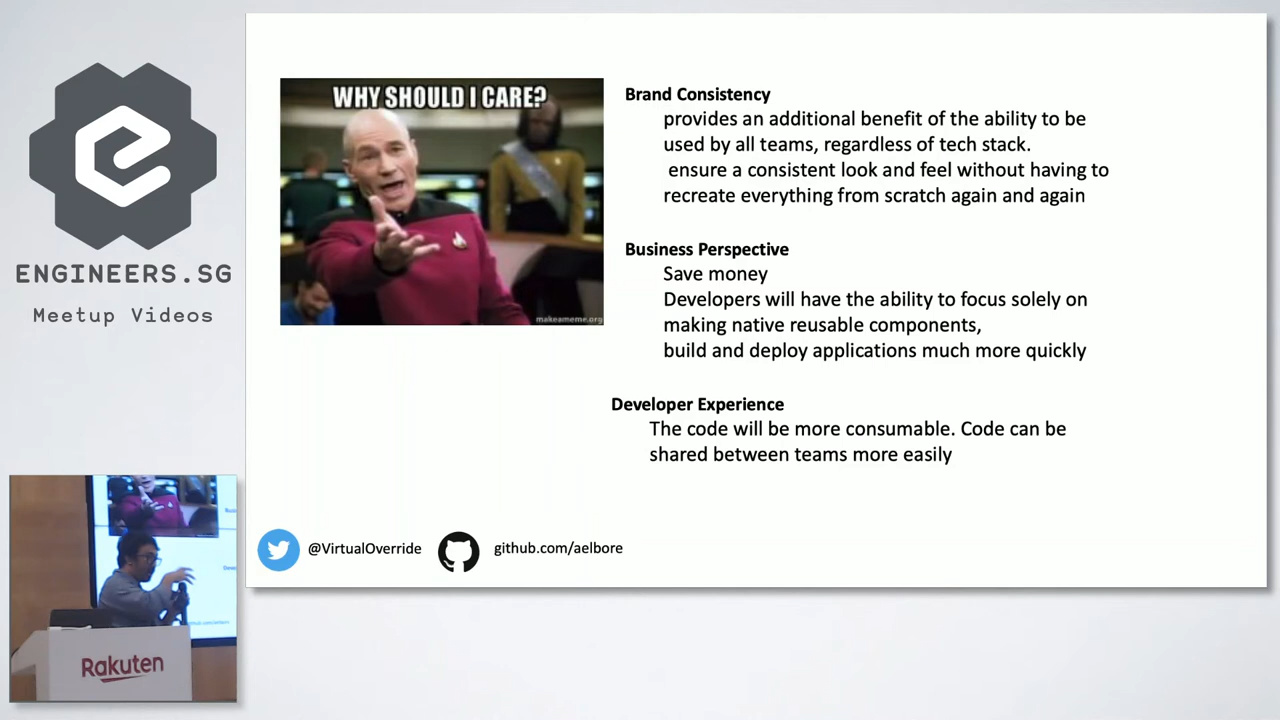 ENGINEERS.SG
Meetup Videos
WHY SHOULD I CARE?
makeameme.org
Brand Consistency
provides an additional benefit of the ability to be
used by all teams, regardless of tech stack.
ensure a consistent look and feel without having to
recreate everything from scratch again and again
Business Perspective
Save money
Developers will have the ability to focus solely on
making native reusable components,
build and deploy applications much more quickly
Developer Experience
The code will be more consumable. Code can be
shared between teams more easily
@VirtualOverride
github.com/aelbore
Rakuten